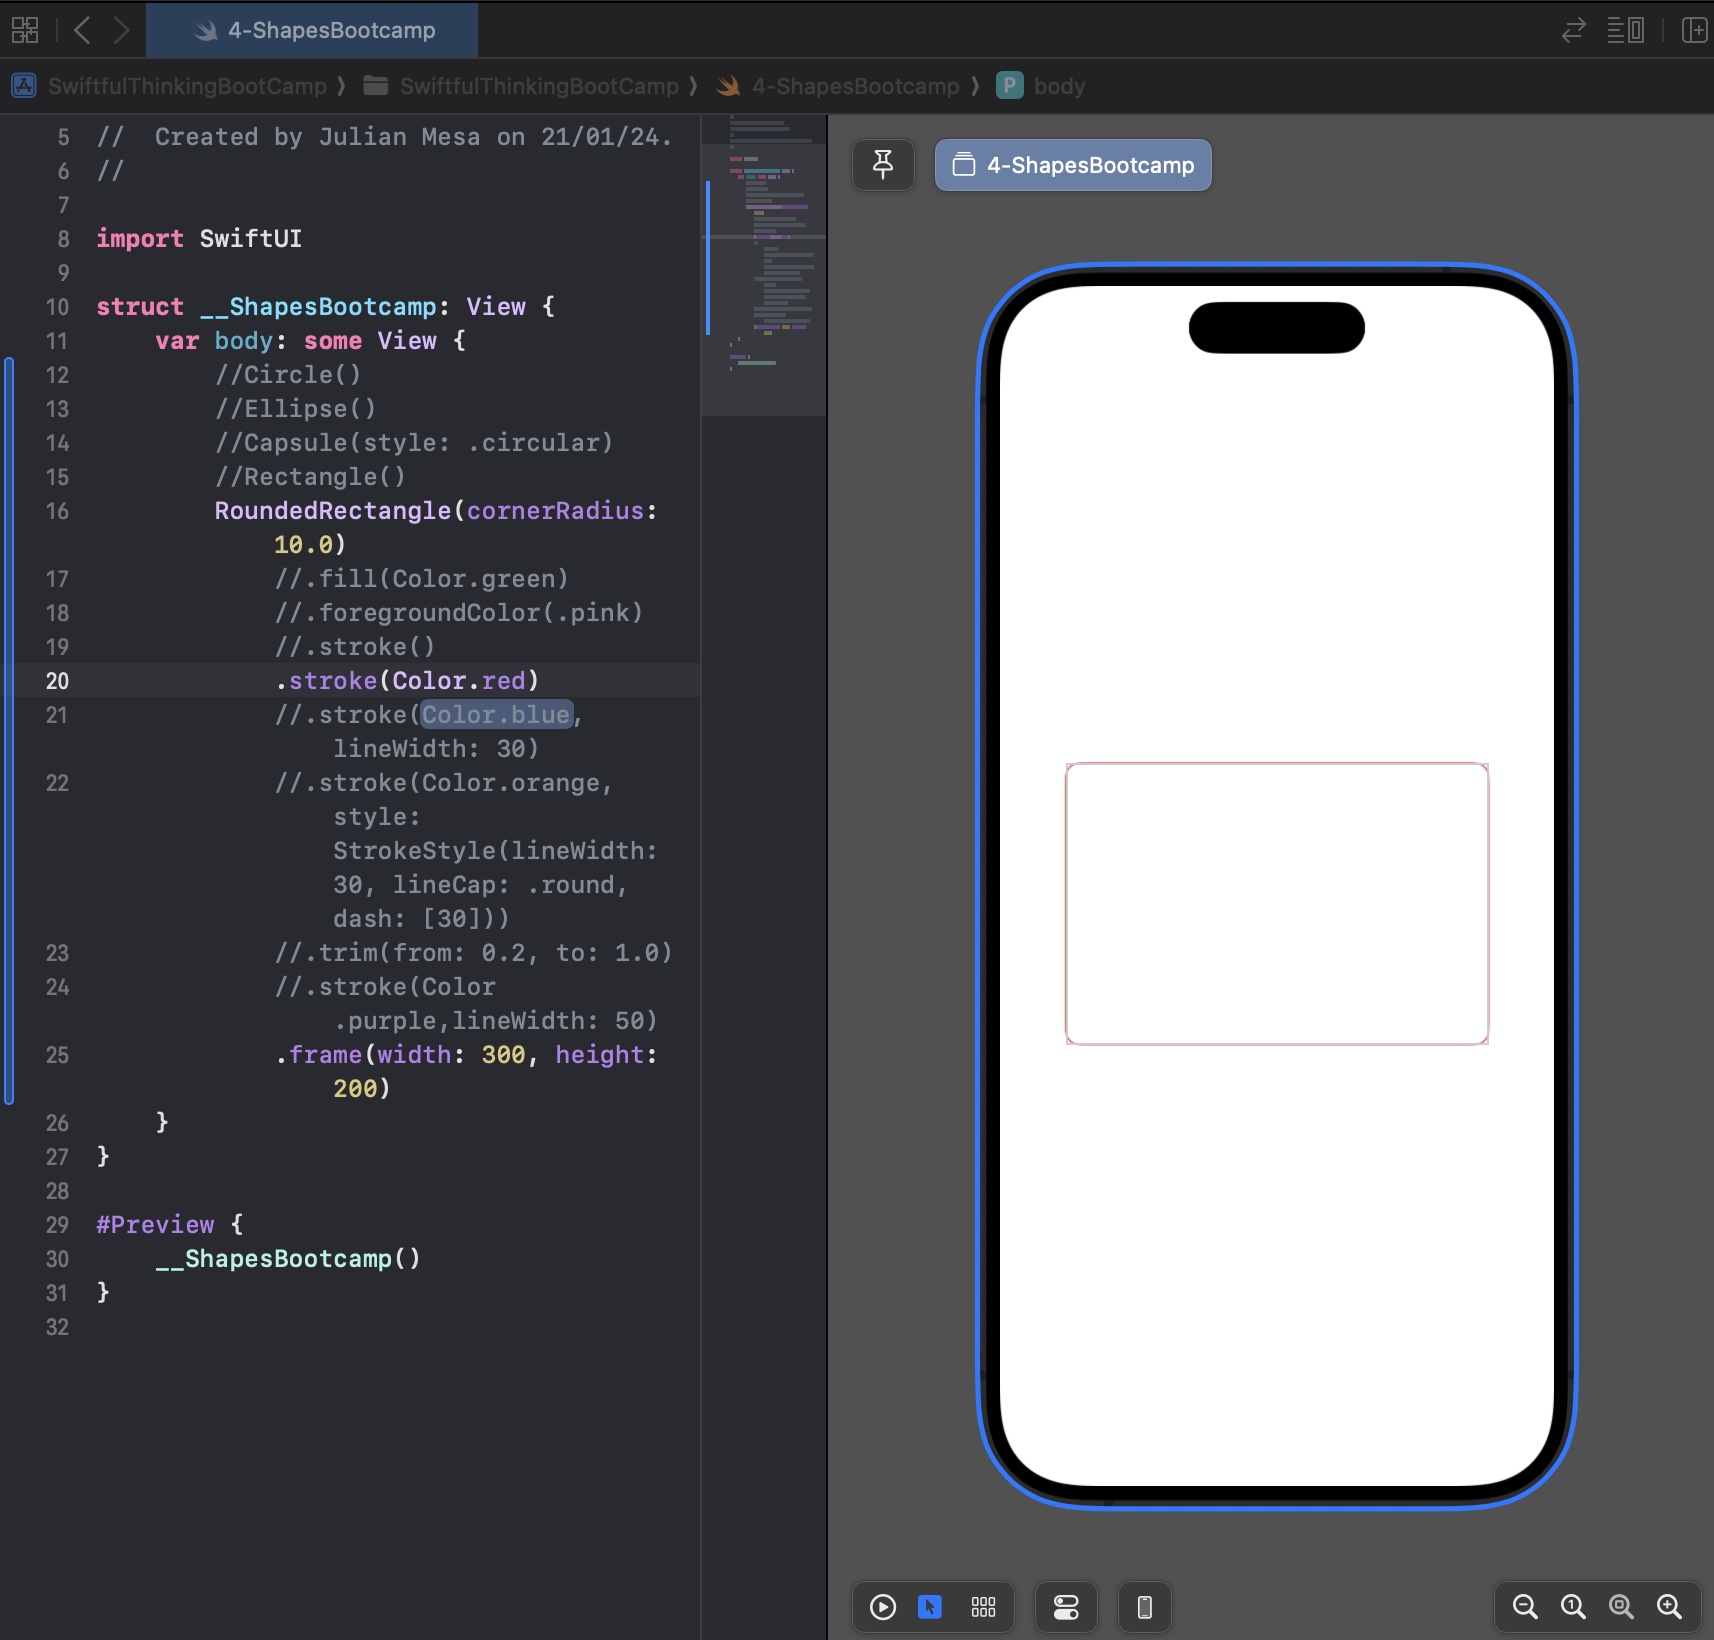 4-ShapesBootcamp
SwiftfulThinkingBootCamp ⟩ SwiftfulThinkingBootCamp ⟩ 4-ShapesBootcamp ⟩ P body
5 //  Created by Julian Mesa on 21/01/24.
6 //
7
8 import SwiftUI
9
10 struct __ShapesBootcamp: View {
11     var body: some View {
12         //Circle()
13         //Ellipse()
14         //Capsule(style: .circular)
15         //Rectangle()
16         RoundedRectangle(cornerRadius:
10.0)
17             //.fill(Color.green)
18             //.foregroundColor(.pink)
19             //.stroke()
20             .stroke(Color.red)
21             //.stroke(Color.blue,
lineWidth: 30)
22             //.stroke(Color.orange,
style:
StrokeStyle(lineWidth:
30, lineCap: .round,
dash: [30]))
23             //.trim(from: 0.2, to: 1.0)
24             //.stroke(Color
.purple,lineWidth: 50)
25             .frame(width: 300, height:
200)
26     }
27 }
28
29 #Preview {
30     __ShapesBootcamp()
31 }
32
4-ShapesBootcamp
1